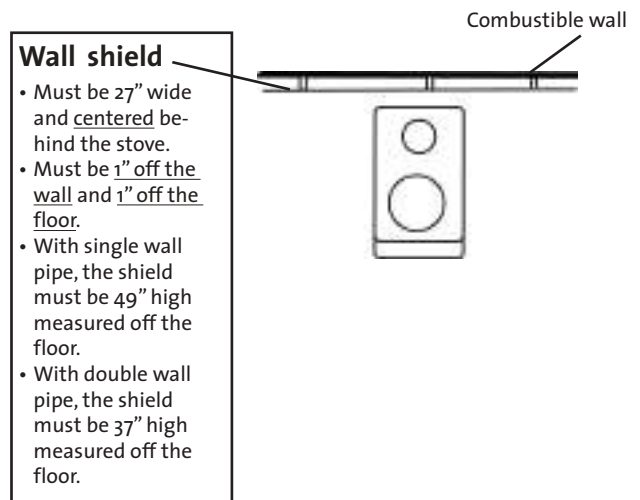 Combustible wall
Wall shield
• Must be 27” wide
and centered be-
hind the stove.
• Must be 1” off the
wall and 1” off the
floor.
• With single wall
pipe, the shield
must be 49” high
measured off the
floor.
• With double wall
pipe, the shield
must be 37” high
measured off the
floor.